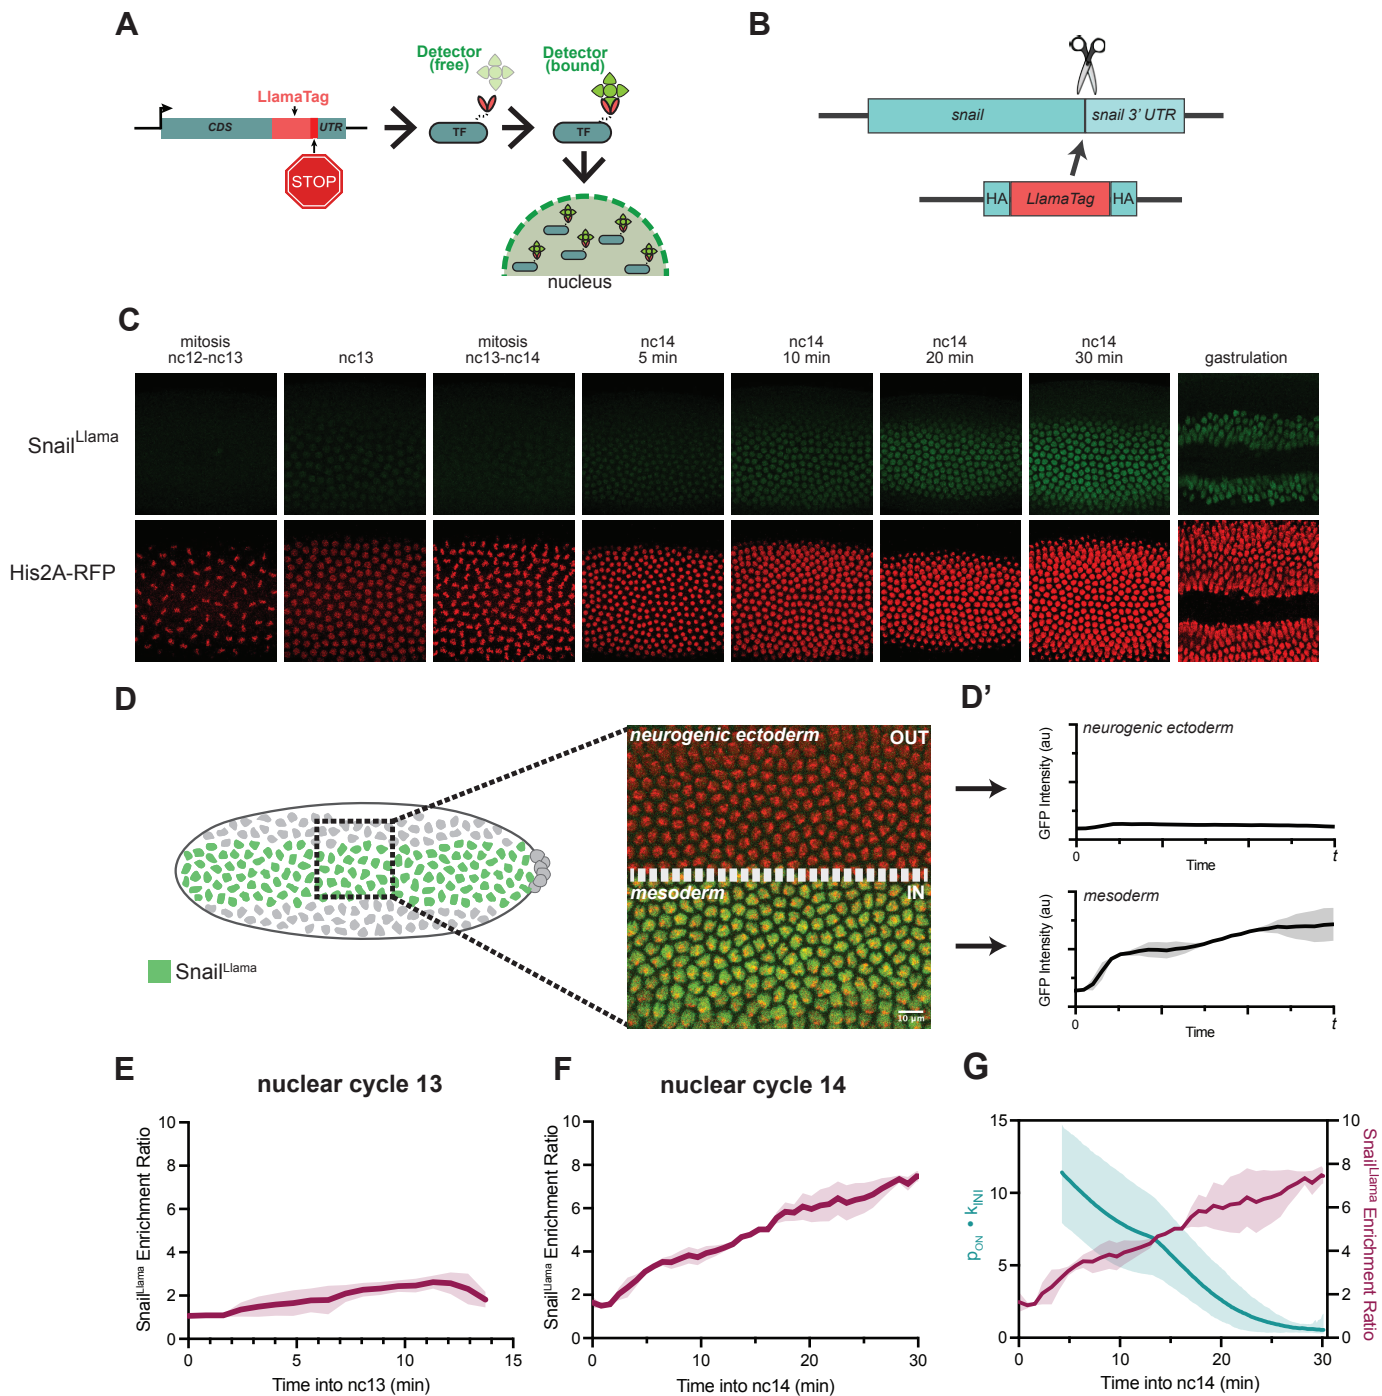 A
LlamaTag
CDS
UTR
STOP
Detector
(free)
TF
Detector
(bound)
TF
nucleus
B
snail
snail 3' UTR
HA
LlamaTag
HA
C
mitosis
nc12-nc13
nc13
mitosis
nc13-nc14
nc14
5 min
nc14
10 min
nc14
20 min
nc14
30 min
gastrulation
Snail^Llama
His2A-RFP
D
Snail^Llama
neurogenic ectoderm
OUT
mesoderm
IN
10 µm
D'
neurogenic ectoderm
GFP Intensity (au)
0
Time
t
mesoderm
GFP Intensity (au)
0
Time
t
E
nuclear cycle 13
Snail^Llama Enrichment Ratio
10
8
6
4
2
0
0 5 10 15
Time into nc13 (min)
F
nuclear cycle 14
Snail^Llama Enrichment Ratio
10
8
6
4
2
0
0 10 20 30
Time into nc14 (min)
G
p_ON • k_INI
15
10
5
0
10
8
6
4
2
0
Snail^Llama Enrichment Ratio
0 10 20 30
Time into nc14 (min)